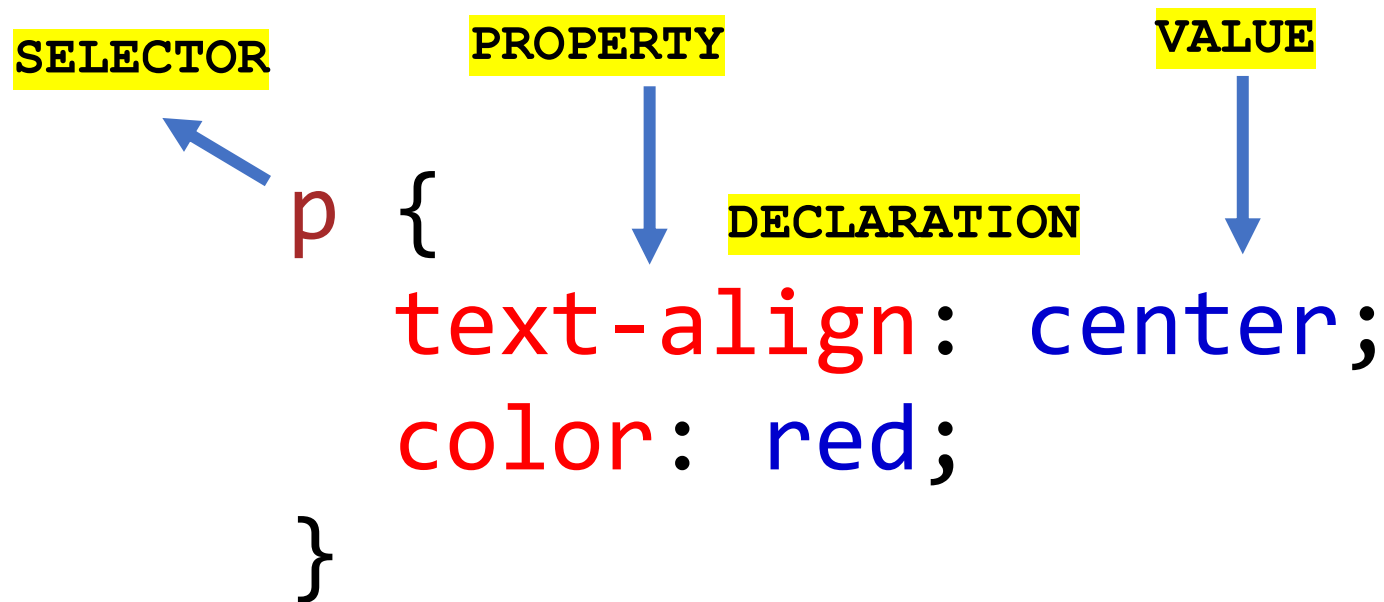 SELECTOR PROPERTY VALUE
p {
DECLARATION
text-align: center;
color: red;
}